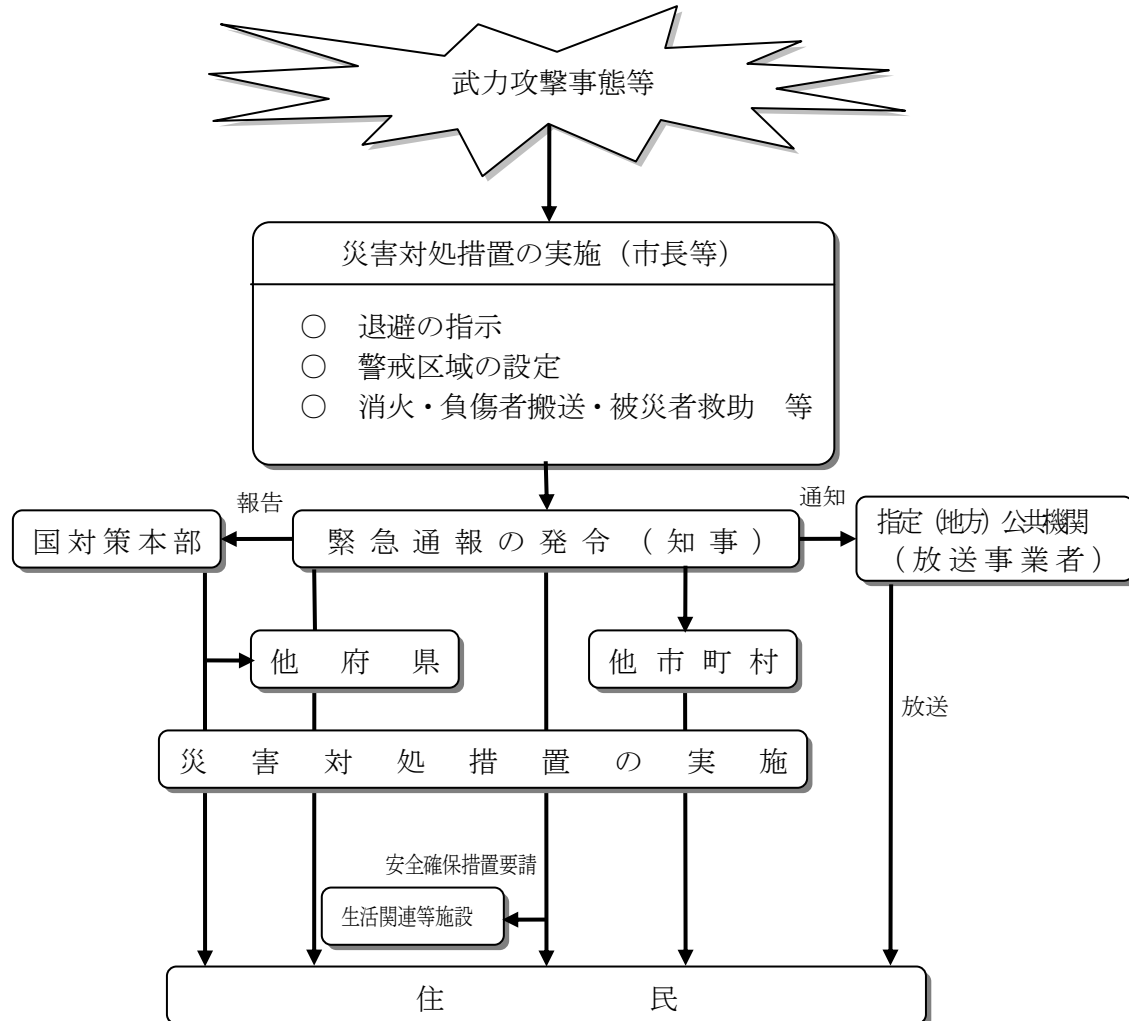 武力攻撃事態等
災害対処措置の実施（市長等）
○ 退避の指示
○ 警戒区域の設定
○ 消火・負傷者搬送・被災者救助 等
報告
通知
国対策本部
緊急通報の発令（知事）
指定（地方）公共機関
（放送事業者）
他府県
他市町村
放送
災害対処措置の実施
安全確保措置要請
生活関連等施設
住民